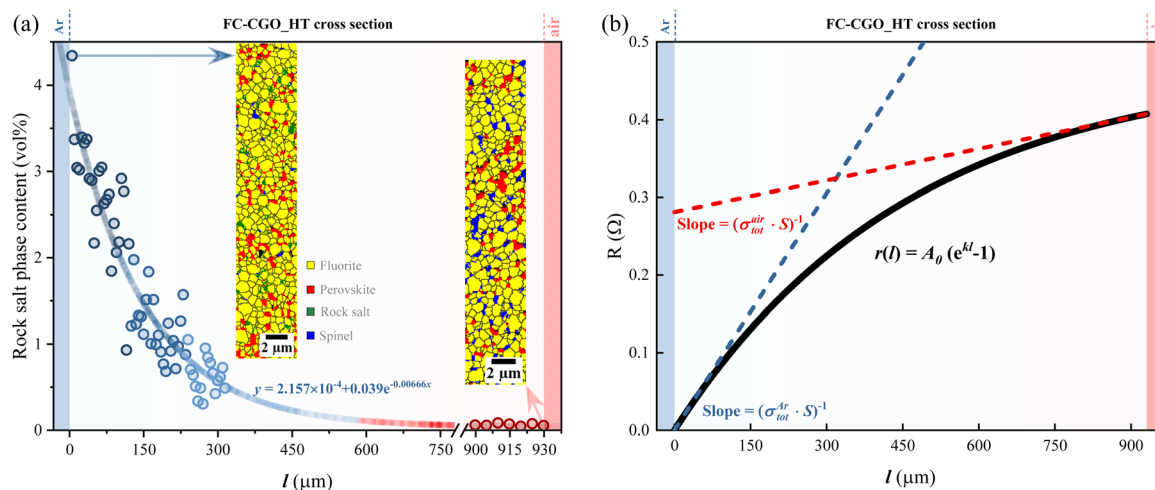 (a)
FC-CGO_HT cross section
Ar
air
Rock salt phase content (vol%)
4
3
2
1
0
Fluorite
Perovskite
Rock salt
Spinel
2 μm
2 μm
y = 2.157×10⁻⁴+0.039e⁻⁰·⁰⁰⁶⁶⁶ˣ
0 150 300 450 600 750 900 915 930
l (μm)
(b)
FC-CGO_HT cross section
Ar
R (Ω)
0.5
0.4
0.3
0.2
0.1
0.0
Slope = (σ_tot^air · S)⁻¹
r(l) = A₀ (e^kl-1)
Slope = (σ_tot^Ar · S)⁻¹
0 150 300 450 600 750 900
l (μm)